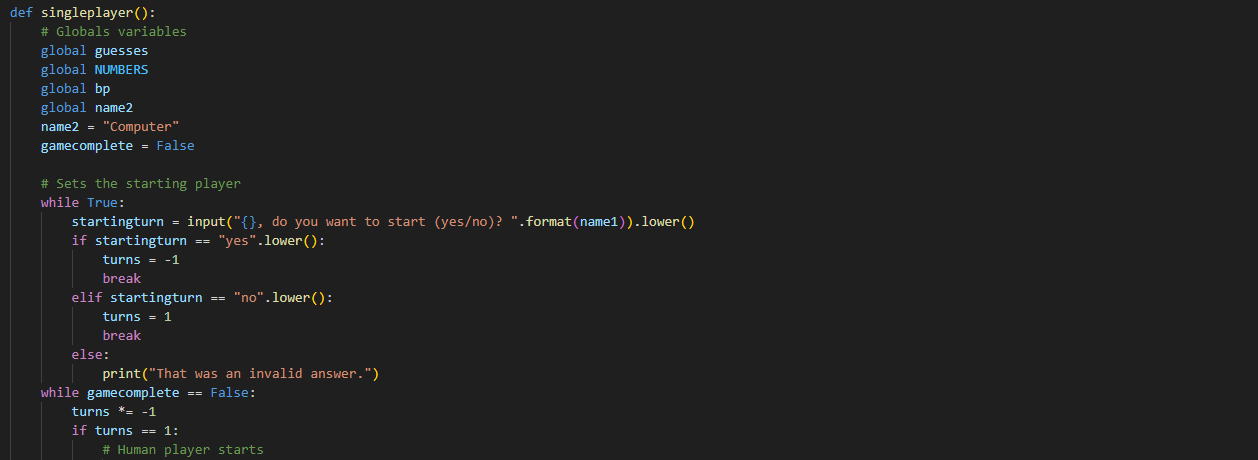 def singleplayer():
    # Globals variables
    global guesses
    global NUMBERS
    global bp
    global name2
    name2 = "Computer"
    gamecomplete = False

    # Sets the starting player
    while True:
        startingturn = input("{}, do you want to start (yes/no)? ".format(name1)).lower()
        if startingturn == "yes".lower():
            turns = -1
            break
        elif startingturn == "no".lower():
            turns = 1
            break
        else:
            print("That was an invalid answer.")
    while gamecomplete == False:
        turns *= -1
        if turns == 1:
            # Human player starts